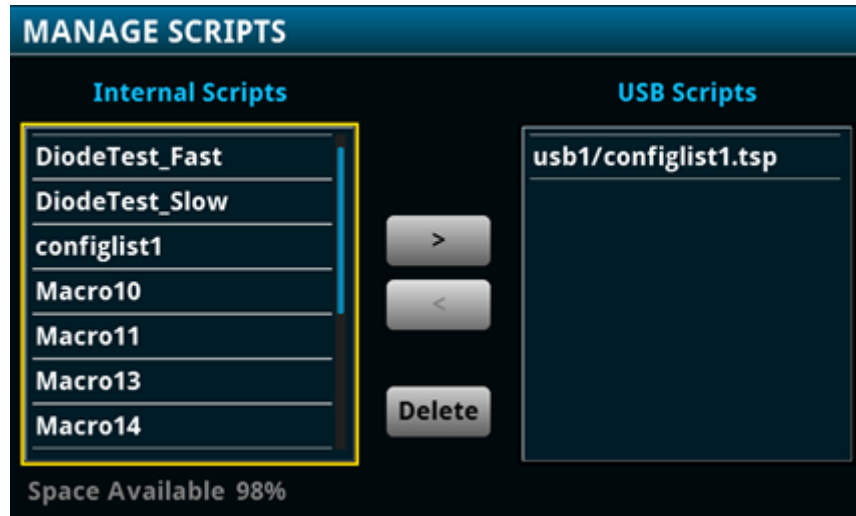 MANAGE SCRIPTS
Internal Scripts
DiodeTest_Fast
DiodeTest_Slow
configlist1
Macro10
Macro11
Macro13
Macro14
Space Available 98%
>
<
Delete
USB Scripts
usb1/configlist1.tsp